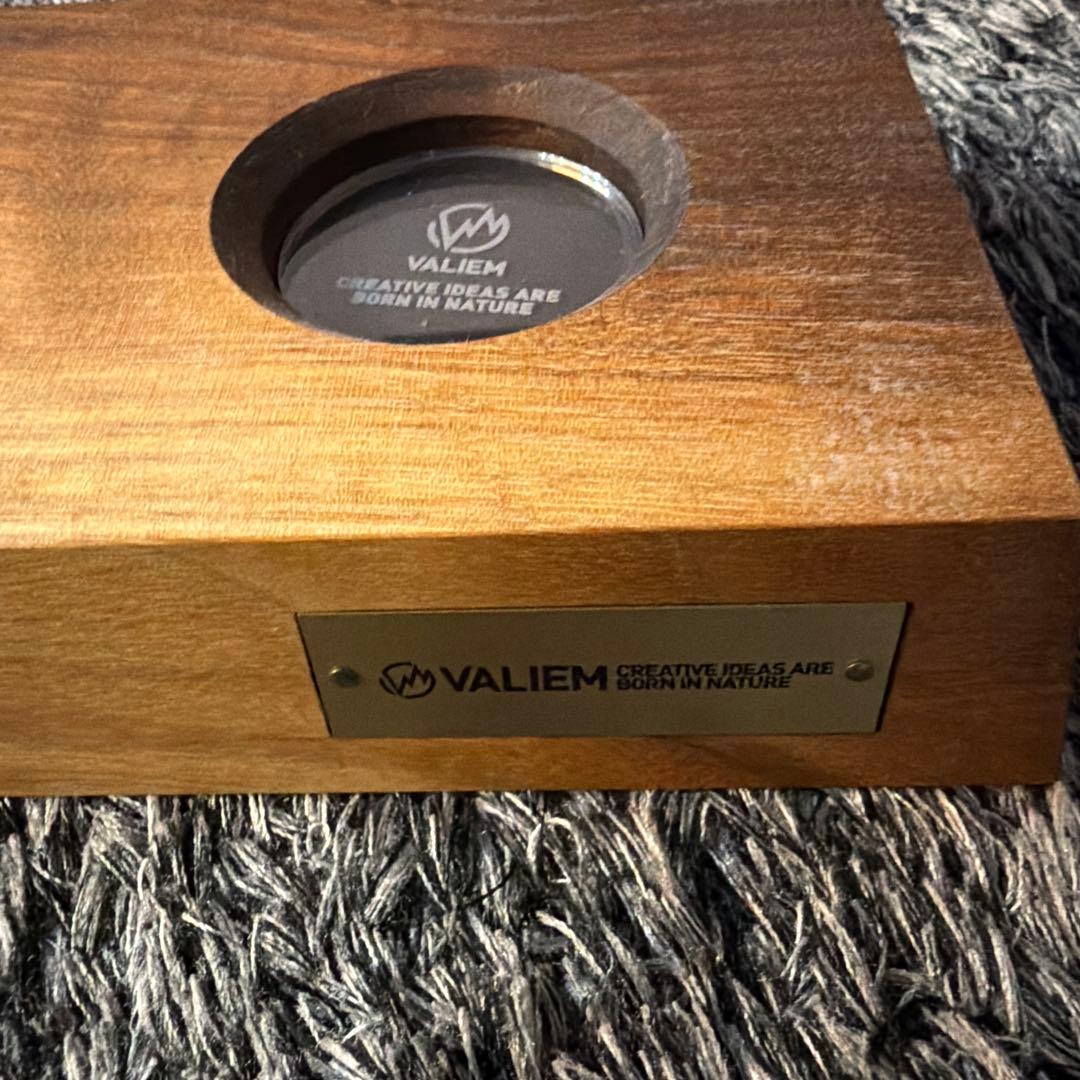 VALIEM
CREATIVE IDEAS ARE
BORN IN NATURE
VALIEM
CREATIVE IDEAS ARE
BORN IN NATURE